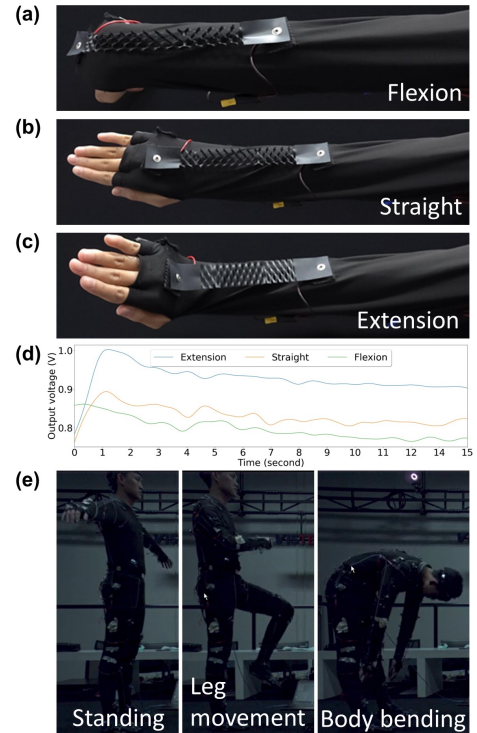 (a)
Flexion
(b)
Straight
(c)
Extension
(d)
Output voltage (V)
1.0
0.9
0.8
Extension Straight Flexion
0 1 2 3 4 5 6 7 8 9 10 11 12 13 14 15
Time (second)
(e)
Standing
Leg
movement
Body bending